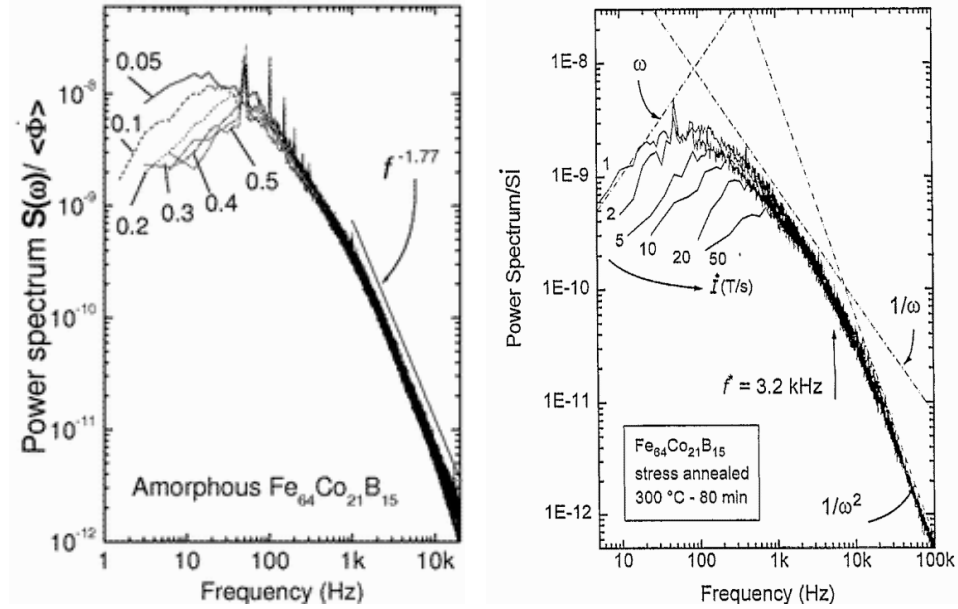 Power spectrum S(ω)/ <Φ>
10⁻⁸
10⁻⁹
10⁻¹⁰
10⁻¹¹
10⁻¹²
0.05
0.1
0.2
0.3
0.4
0.5
f⁻¹·⁷⁷
Amorphous Fe₆₄Co₂₁B₁₅
1 10 100 1k 10k
Frequency (Hz)
Power Spectrum/Sİ
1E-8
1E-9
1E-10
1E-11
1E-12
ω
1
2
5
10
20
50
İ (T/s)
1/ω
f* = 3.2 kHz
Fe₆₄Co₂₁B₁₅
stress annealed
300 °C - 80 min
1/ω²
10 100 1k 10k 100k
Frequency (Hz)